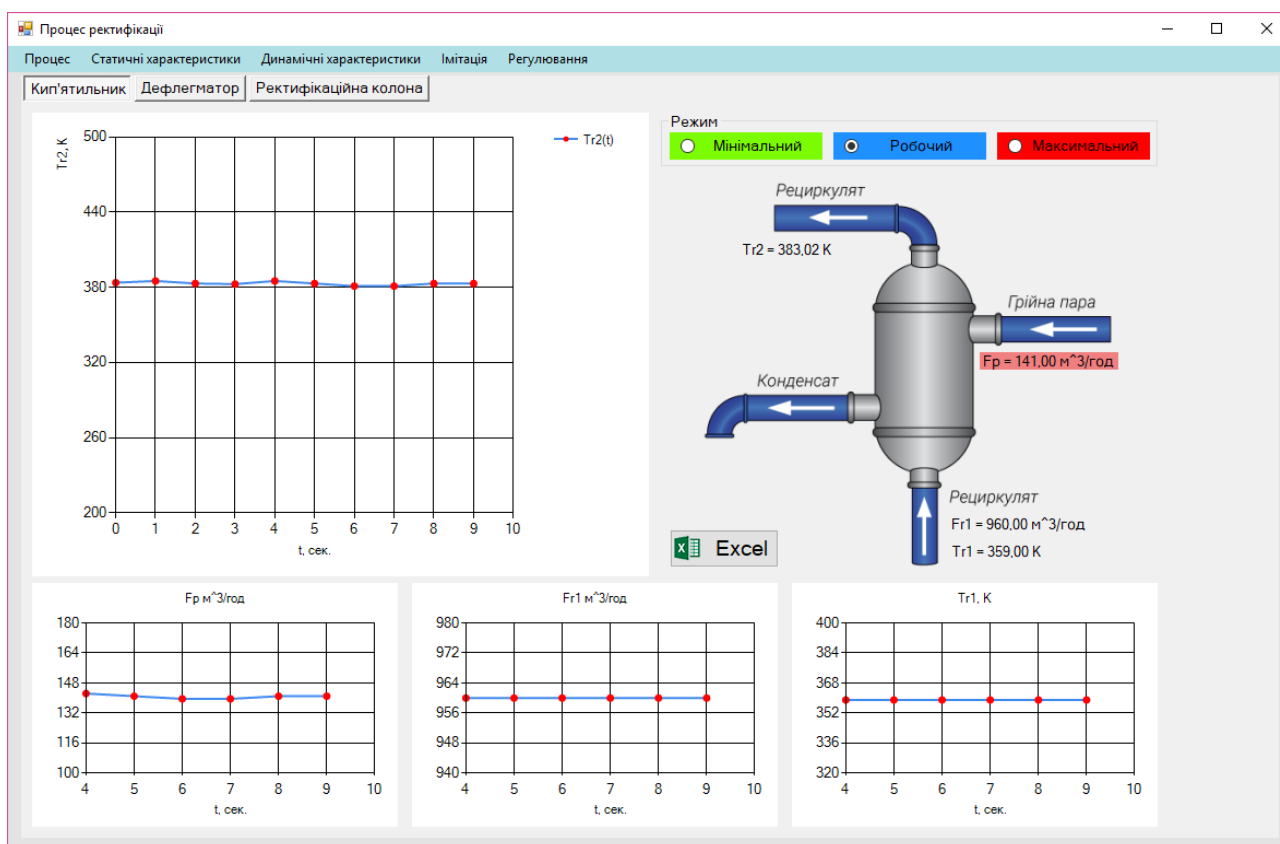 Процес ректифікації
Процес Статичні характеристики Динамічні характеристики Імітація Регулювання
Кип'ятильник Дефлегматор Ректифікаційна колона
Tr2, K
500
440
380
320
260
200
0 1 2 3 4 5 6 7 8 9 10
t, сек.
Tr2(t)
Режим
Мінімальний Робочий Максимальний
Рециркулят
Tr2 = 383,02 K
Грійна пара
Fp = 141,00 м^3/год
Конденсат
Рециркулят
Fr1 = 960,00 м^3/год
Tr1 = 359,00 K
Excel
Fp м^3/год
180
164
148
132
116
100
4 5 6 7 8 9 10
t, сек.
Fr1 м^3/год
980
972
964
956
948
940
4 5 6 7 8 9 10
t, сек.
Tr1, K
400
384
368
352
336
320
4 5 6 7 8 9 10
t, сек.